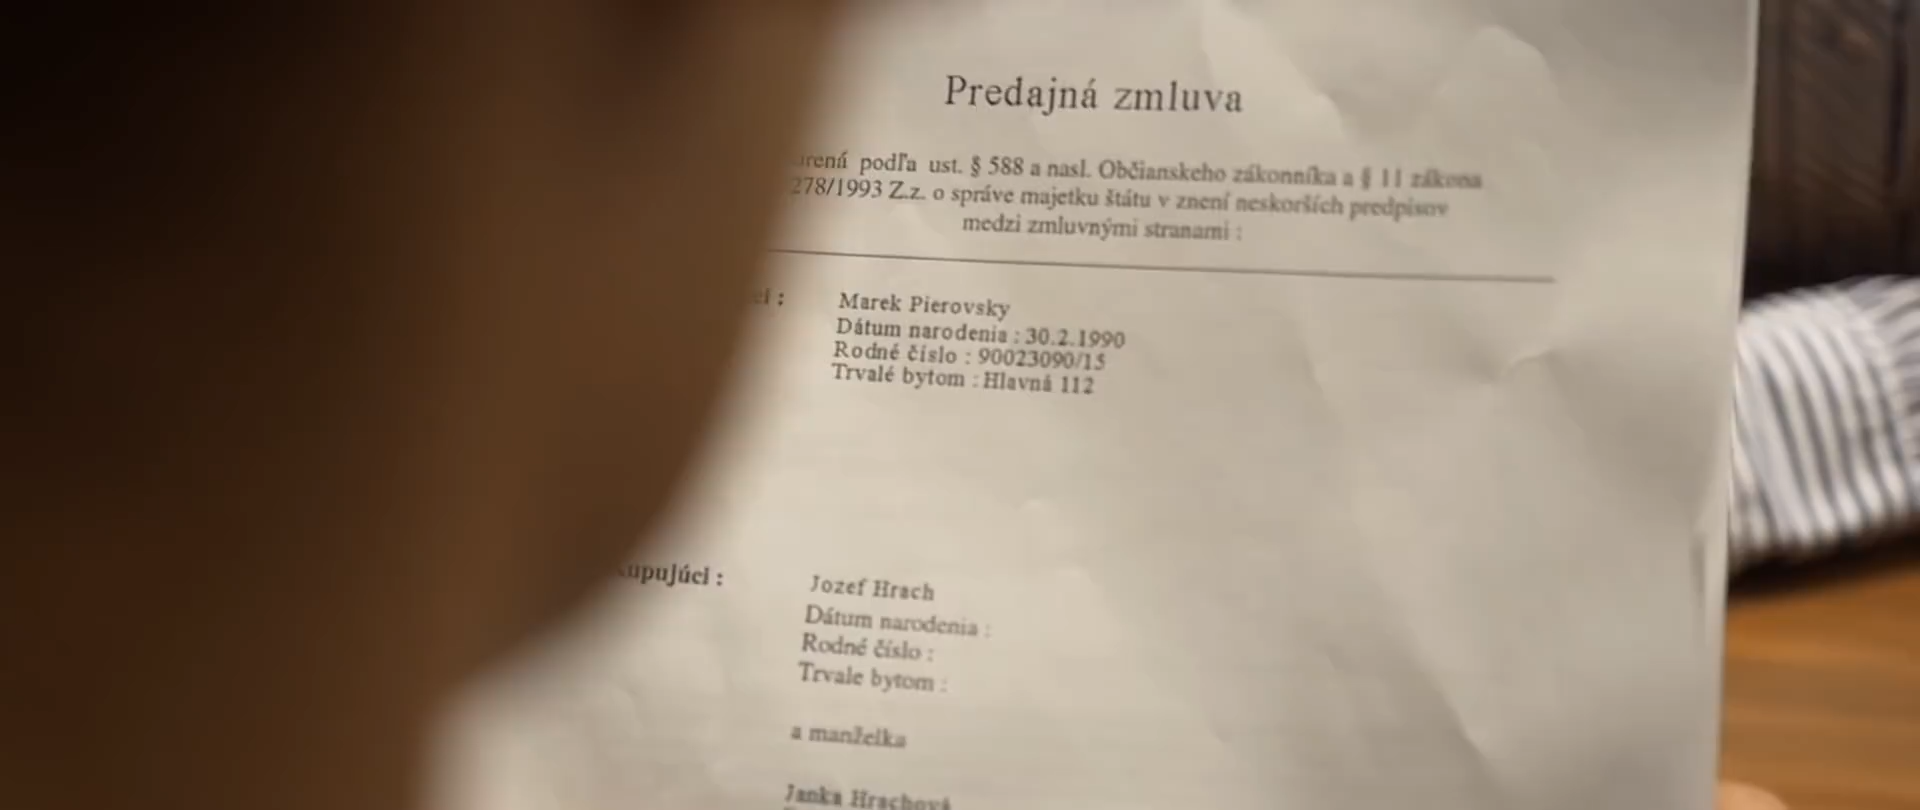 Predajná zmluva
podľa ust. § 588 a nasl. Občianskeho zákonníka a § 11 zákona
278/1993 Z.z. o správe majetku štátu v znení neskorších predpisov
medzi zmluvnými stranami :
Marek Pierovsky
Dátum narodenia : 30.2.1990
Rodné číslo : 90023090/15
Trvalé bytom : Hlavná 112
upujúci :
Jozef Hrach
Dátum narodenia :
Rodné číslo :
Trvale bytom :
a manželka
Janka Hrachová